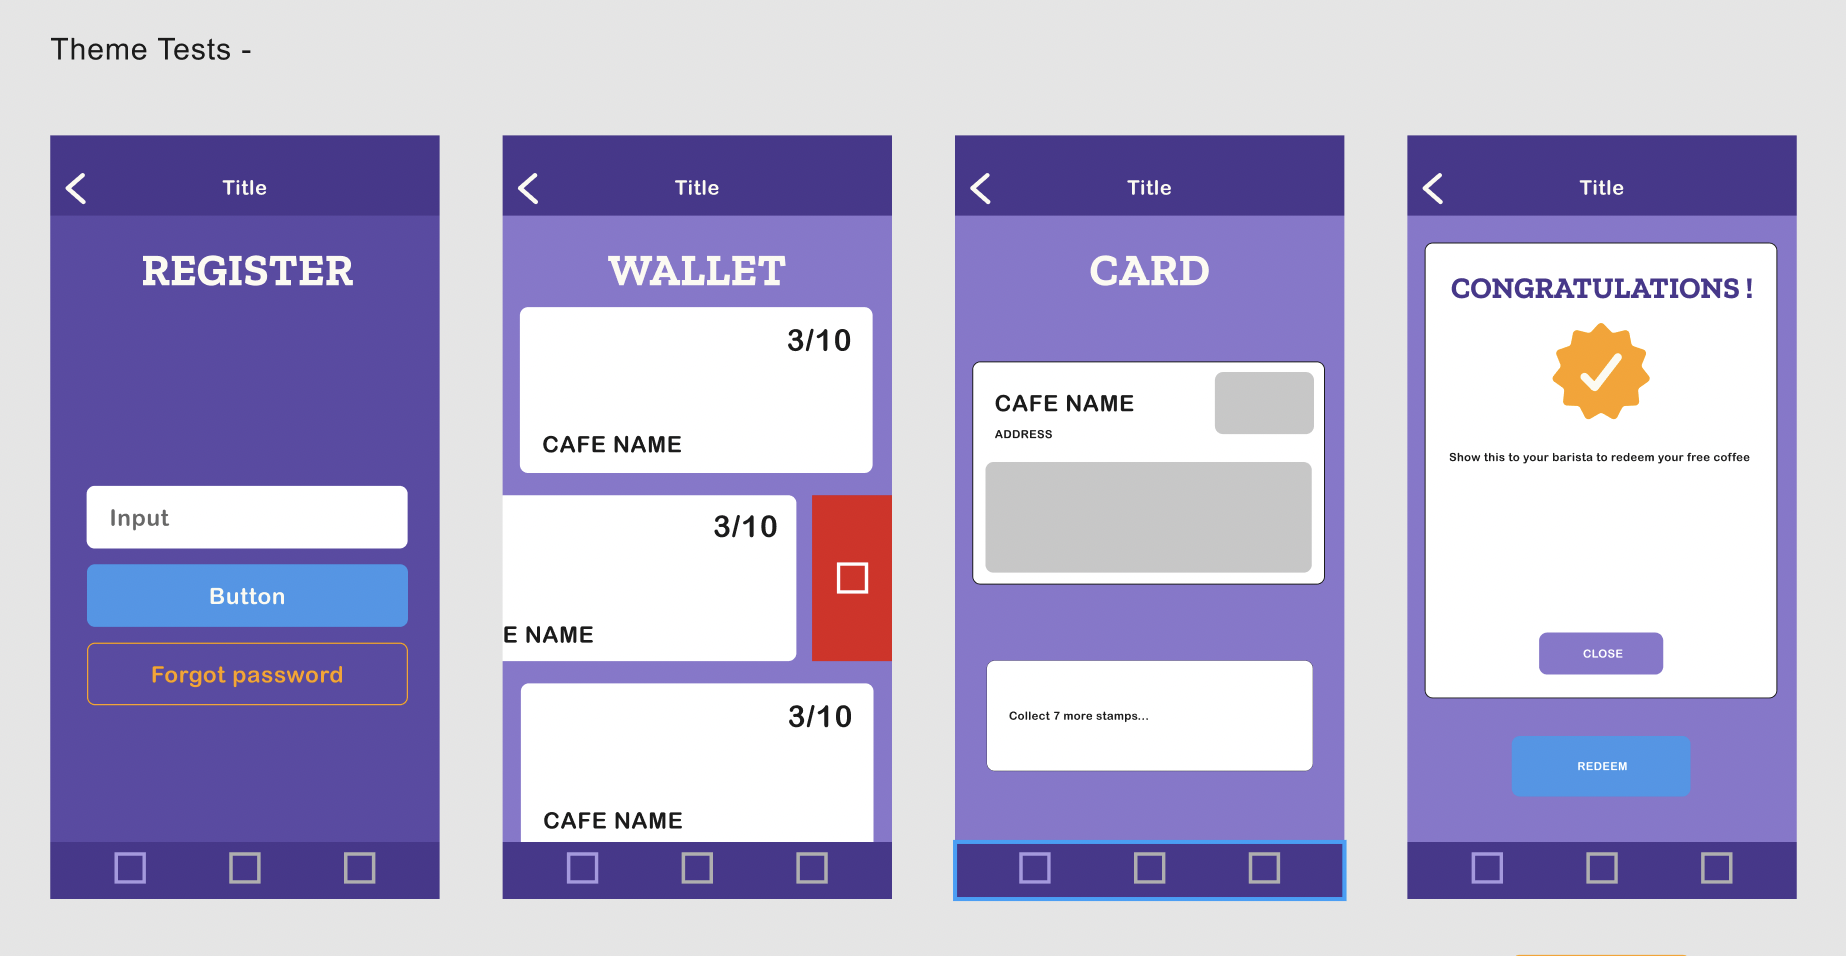 Theme Tests -
Title
REGISTER
Input
Button
Forgot password
Title
WALLET
3/10
CAFE NAME
3/10
E NAME
3/10
CAFE NAME
Title
CARD
CAFE NAME
ADDRESS
Collect 7 more stamps...
Title
CONGRATULATIONS !
Show this to your barista to redeem your free coffee
CLOSE
REDEEM